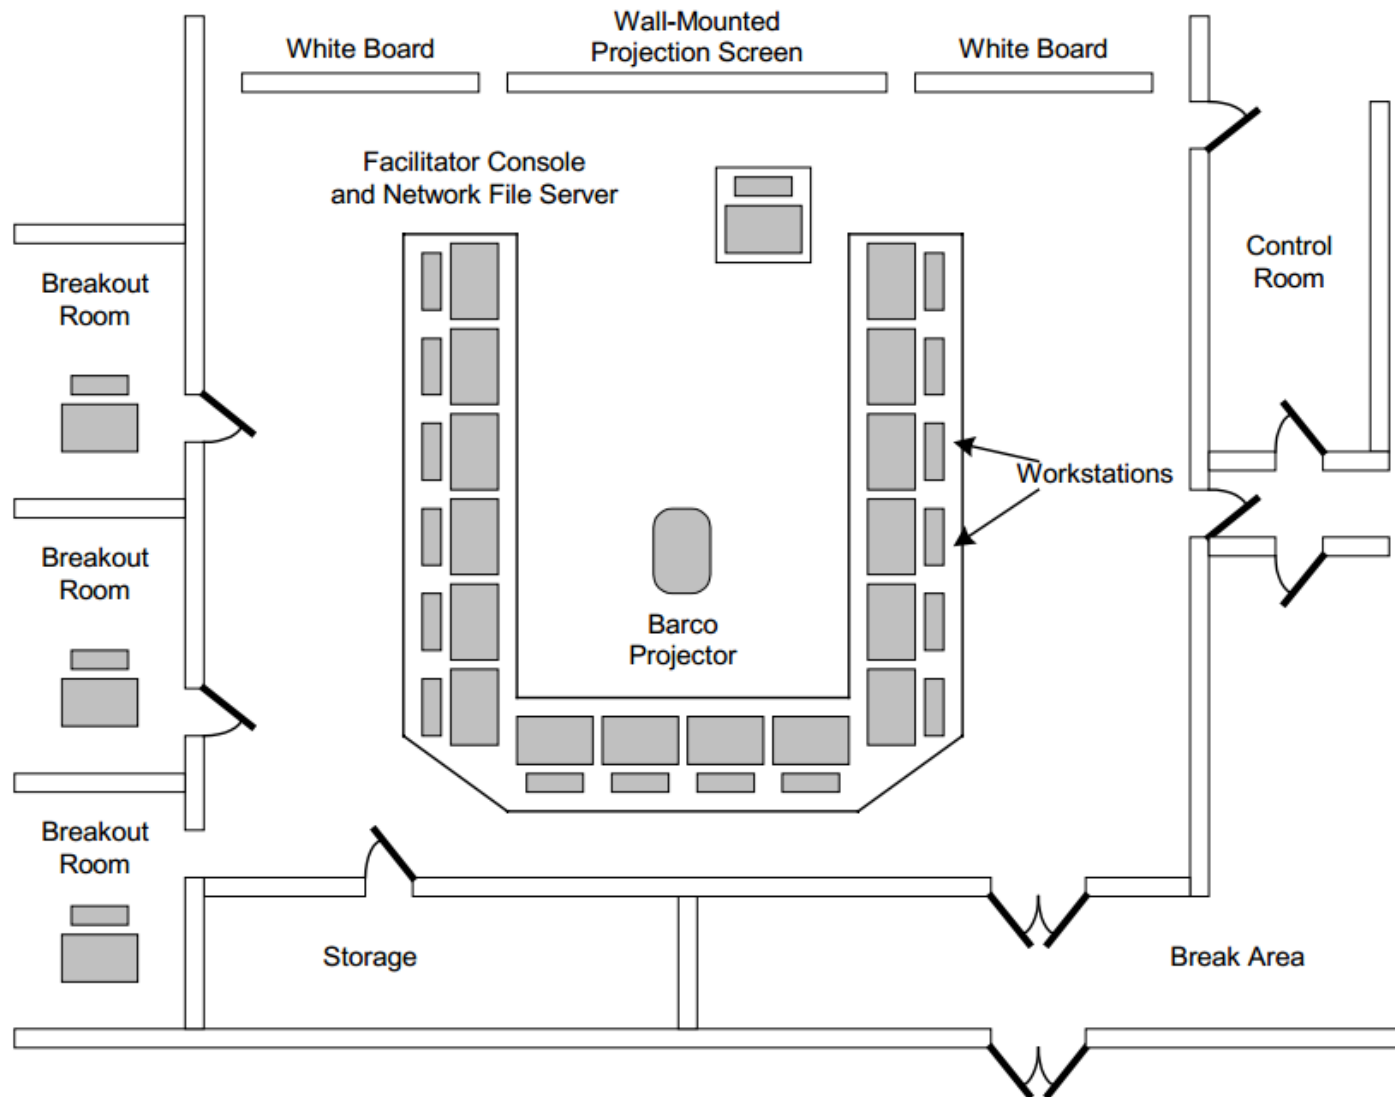 Wall-Mounted
Projection Screen
White Board
White Board
Facilitator Console
and Network File Server
Control
Room
Breakout
Room
Workstations
Breakout
Room
Barco
Projector
Breakout
Room
Storage
Break Area